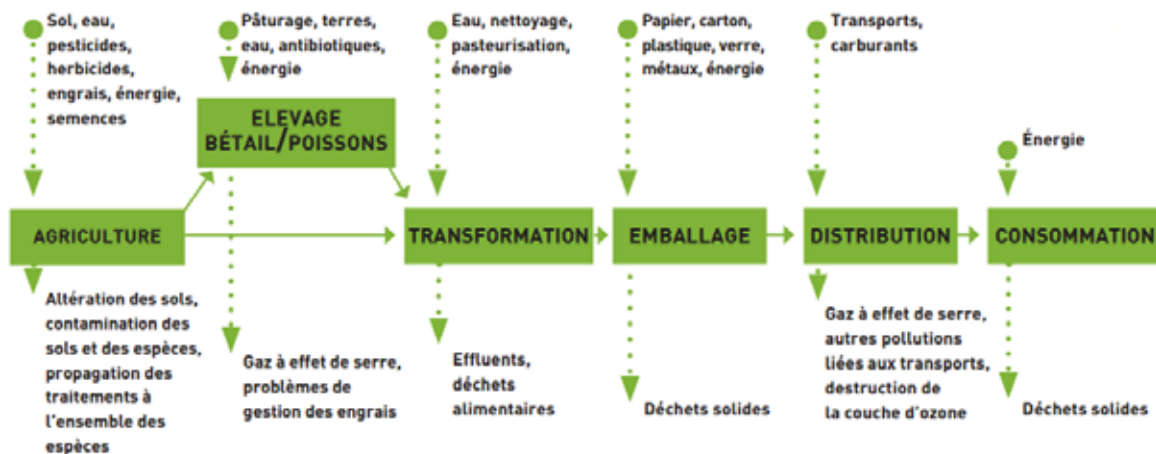 Sol, eau,
pesticides,
herbicides,
engrais, énergie,
semences
Pâturage, terres,
eau, antibiotiques,
énergie
Eau, nettoyage,
pasteurisation,
énergie
Papier, carton,
plastique, verre,
métaux, énergie
Transports,
carburants
Énergie
ELEVAGE
BÉTAIL/POISSONS
AGRICULTURE
TRANSFORMATION
EMBALLAGE
DISTRIBUTION
CONSOMMATION
Altération des sols,
contamination des
sols et des espèces,
propagation des
traitements à
l'ensemble des
espèces
Gaz à effet de serre,
problèmes de
gestion des engrais
Effluents,
déchets
alimentaires
Déchets solides
Gaz à effet de serre,
autres pollutions
liées aux transports,
destruction de
la couche d'ozone
Déchets solides